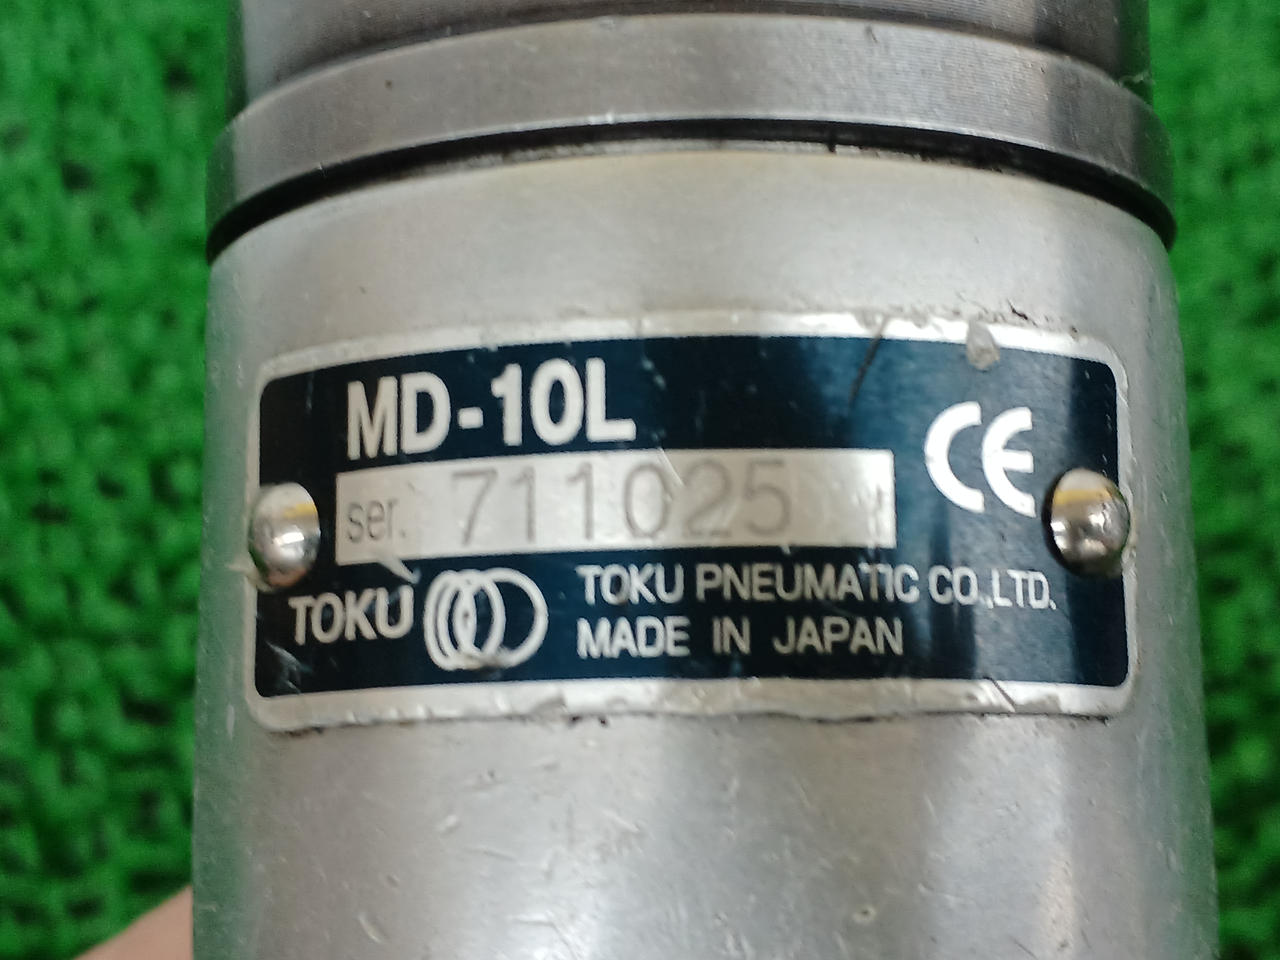 MD-10L
CE
ser. 711025
TOKU
TOKU PNEUMATIC CO.,LTD.
MADE IN JAPAN